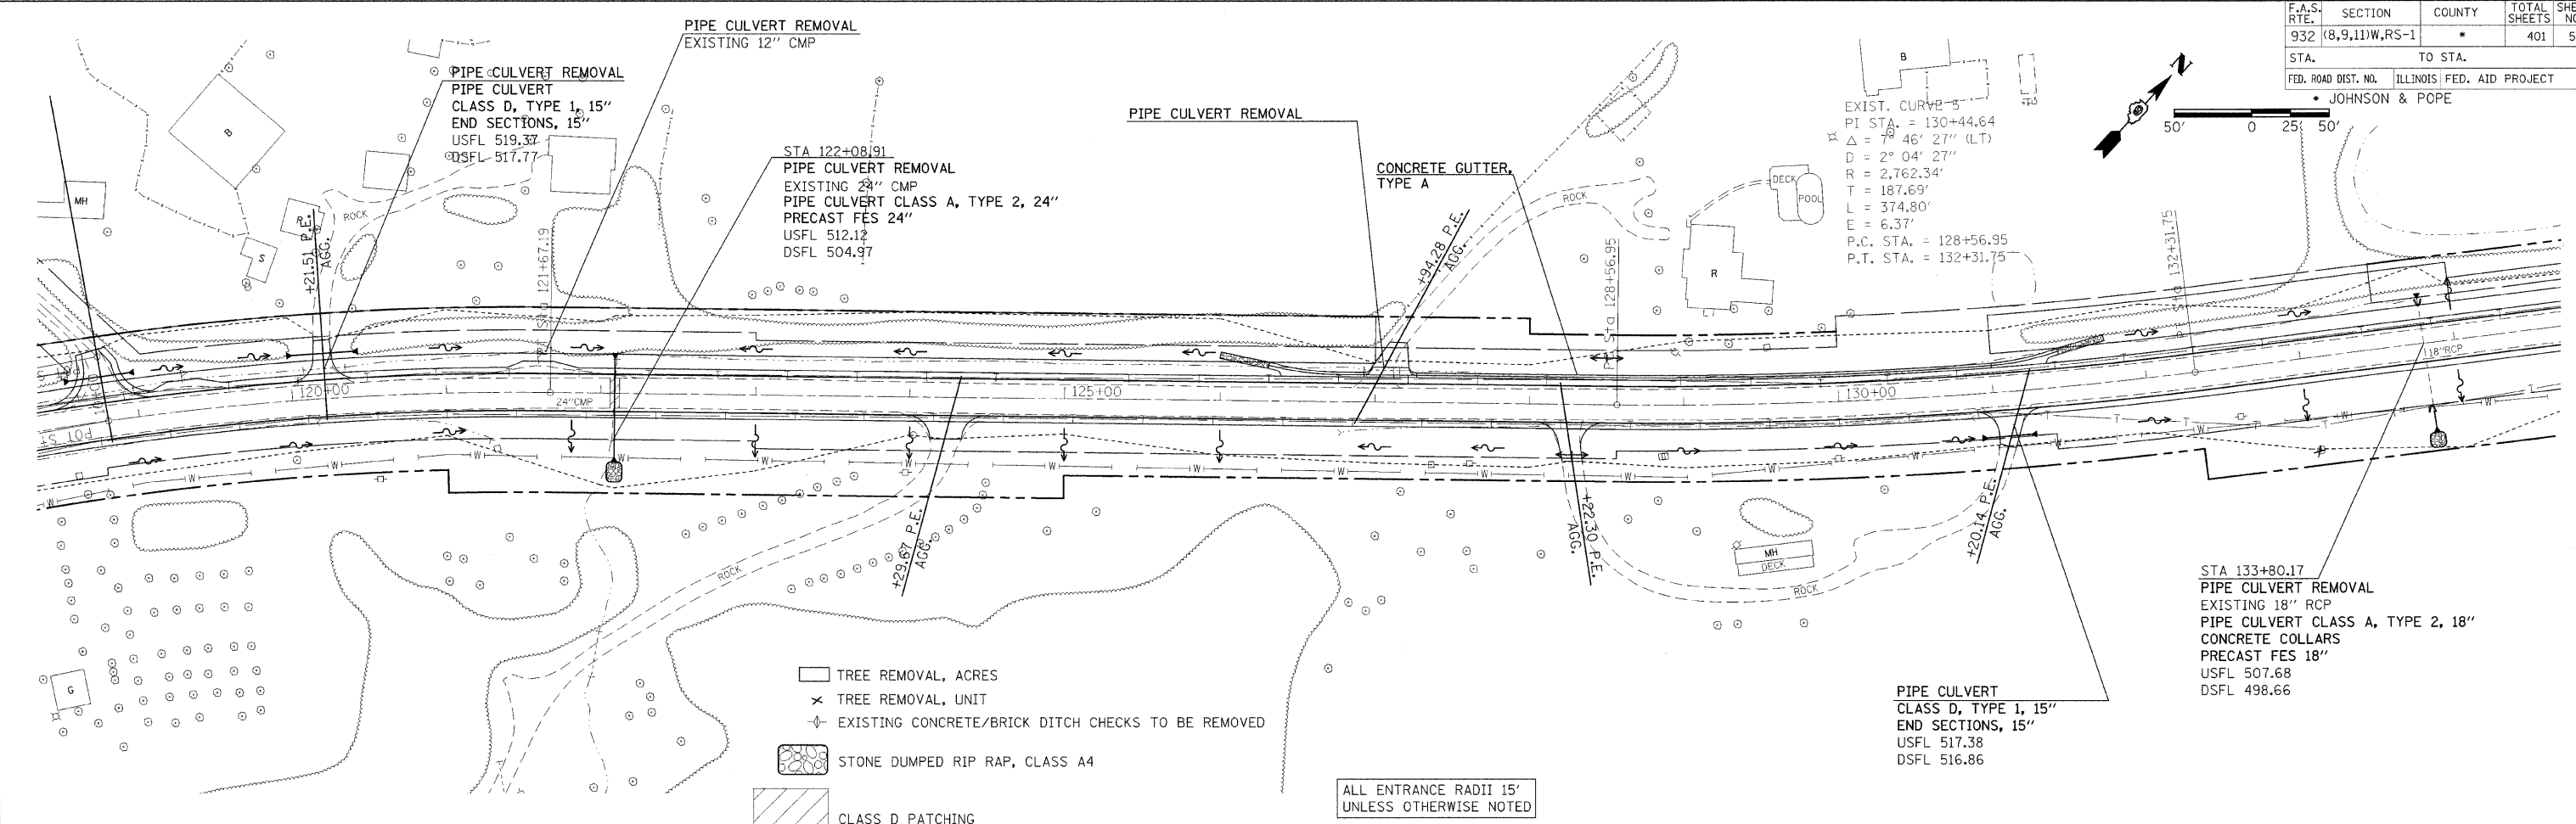 F.A.S. RTE. SECTION COUNTY TOTAL SHEETS
932 (8,9,11)W,RS-1 * 401
STA. TO STA.
FED. ROAD DIST. NO. ILLINOIS FED. AID PROJECT
* JOHNSON & POPE
N
50' 0 25' 50'
PIPE CULVERT REMOVAL
EXISTING 12" CMP
PIPE CULVERT REMOVAL
PIPE CULVERT
CLASS D, TYPE 1, 15"
END SECTIONS, 15"
USFL 519.37
DSFL 517.77
STA 122+08.91
PIPE CULVERT REMOVAL
EXISTING 24" CMP
PIPE CULVERT CLASS A, TYPE 2, 24"
PRECAST FES 24"
USFL 512.12
DSFL 504.97
PIPE CULVERT REMOVAL
CONCRETE GUTTER,
TYPE A
EXIST. CURVE 5
PI STA. = 130+44.64
Δ = 7° 46' 27" (LT)
D = 2° 04' 27"
R = 2,762.34'
T = 187.69'
L = 374.80'
E = 6.37'
P.C. STA. = 128+56.95
P.T. STA. = 132+31.75
B
B
MH
R
S
ROCK
ROCK
DECK
POOL
R
+21.51 P.E.
AGG.
Sta 121+67.19
+94.28 P.E.
AGG.
Sta 128+56.95
Sta 132+31.75
120+00
24"CMP
125+00
130+00
18"RCP
POT St
W W W W W W W W W W W W W W W
T T T T T
+29.67 P.E.
AGG.
+22.30 P.E.
AGG.
+20.14 P.E.
AGG.
ROCK
ROCK
MH
DECK
G
STA 133+80.17
PIPE CULVERT REMOVAL
EXISTING 18" RCP
PIPE CULVERT CLASS A, TYPE 2, 18"
CONCRETE COLLARS
PRECAST FES 18"
USFL 507.68
DSFL 498.66
PIPE CULVERT
CLASS D, TYPE 1, 15"
END SECTIONS, 15"
USFL 517.38
DSFL 516.86
TREE REMOVAL, ACRES
TREE REMOVAL, UNIT
EXISTING CONCRETE/BRICK DITCH CHECKS TO BE REMOVED
STONE DUMPED RIP RAP, CLASS A4
CLASS D PATCHING
ALL ENTRANCE RADII 15'
UNLESS OTHERWISE NOTED